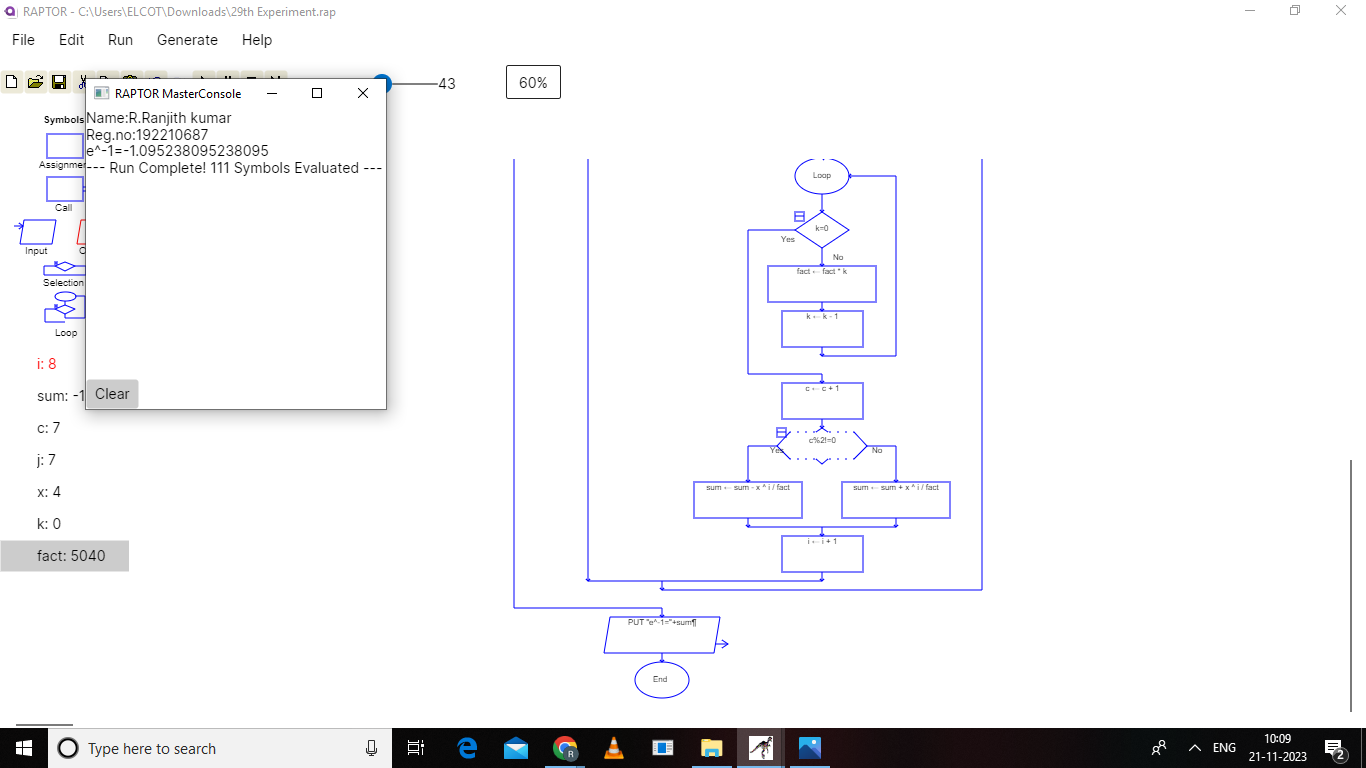 RAPTOR - C:\Users\ELCOT\Downloads\29th Experiment.rap
File Edit Run Generate Help
43
60%
RAPTOR MasterConsole
Name:R.Ranjith kumar
Reg.no:192210687
e^-1=-1.095238095238095
--- Run Complete! 111 Symbols Evaluated ---
Clear
Symbols
Assignmen
Call
Input
Selection
Loop
i: 8
sum: -1
c: 7
j: 7
x: 4
k: 0
fact: 5040
Loop
k=0
Yes
No
fact ← fact * k
k ← k - 1
c ← c + 1
c%2!=0
Yes
No
sum ← sum - x ^ i / fact
sum ← sum + x ^ i / fact
i ← i + 1
PUT "e^-1="+sum¶
End
Type here to search
R
ENG
10:09
21-11-2023
2